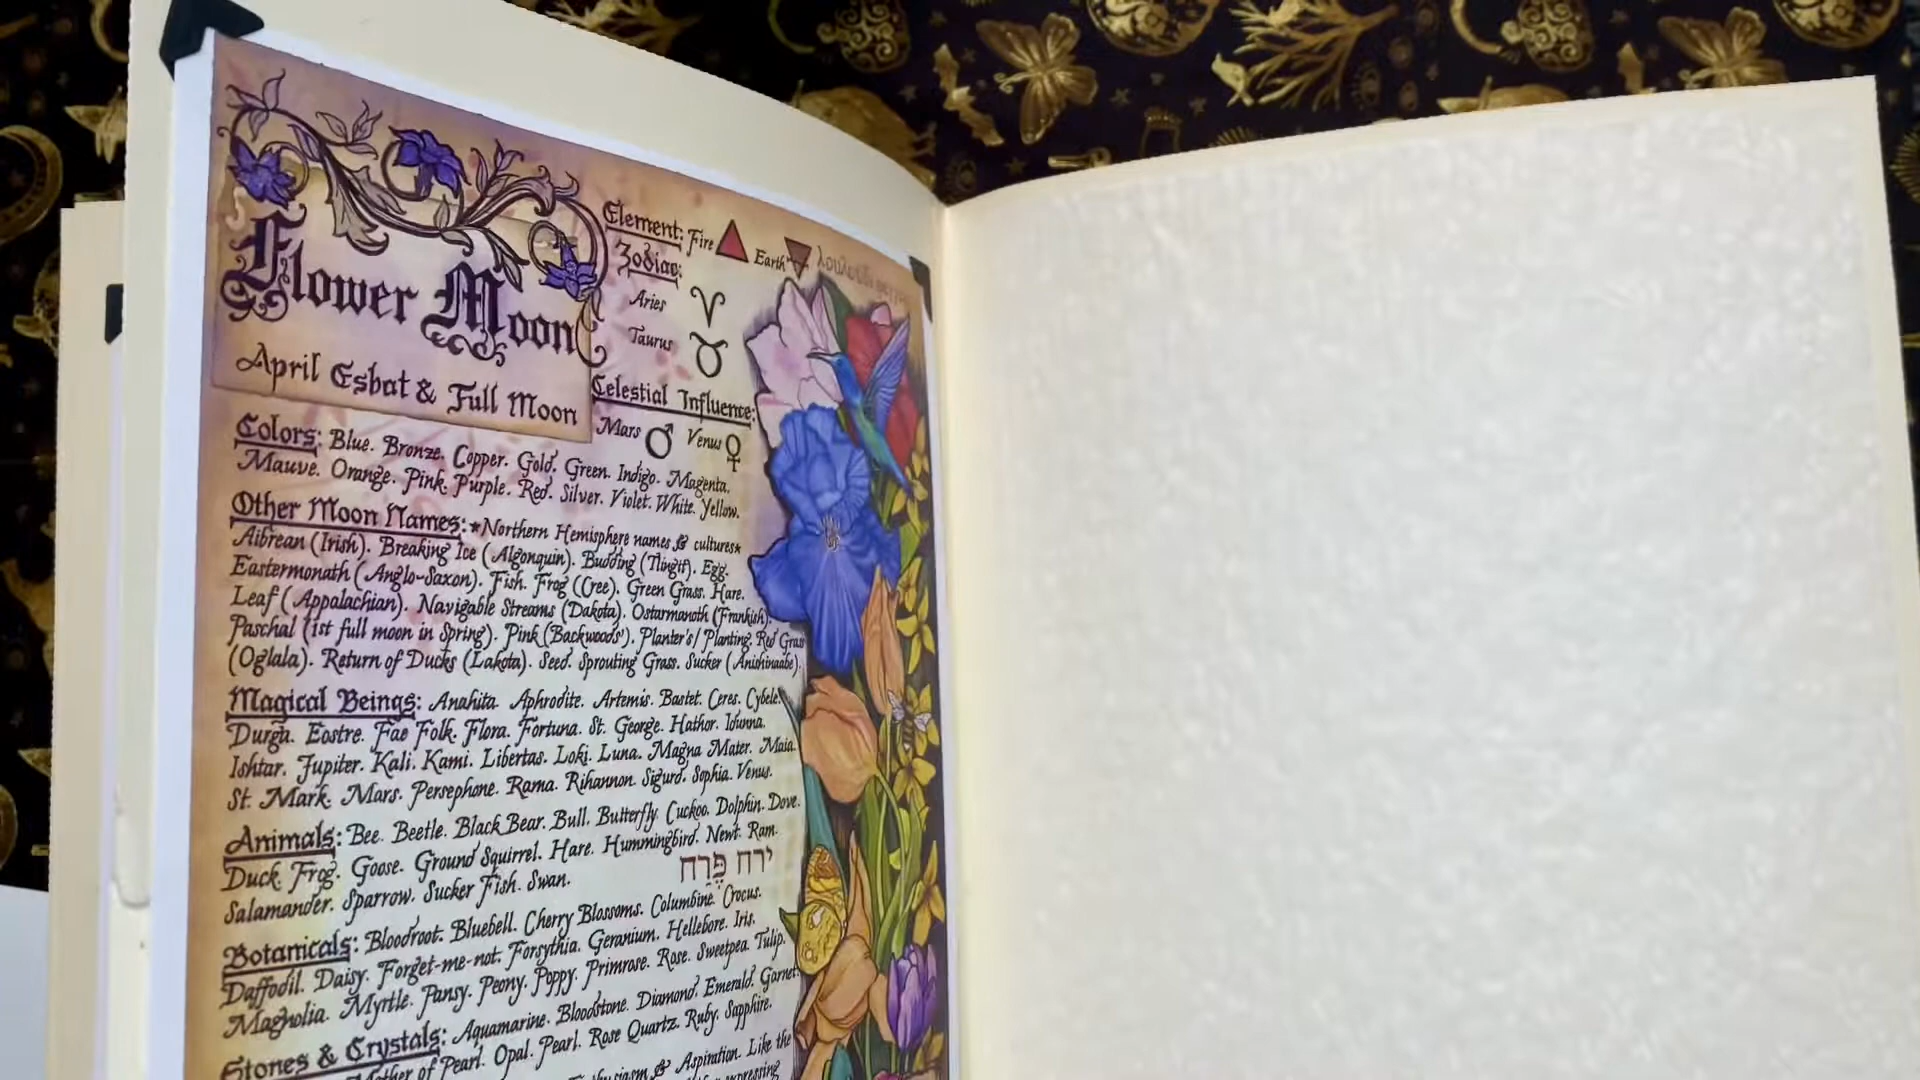 Flower Moon
April Esbat & Full Moon
Element: Fire Earth
Zodiac:
Aries
Taurus
Celestial Influence:
Mars ♂ Venus ♀
Colors: Blue. Bronze. Copper. Gold. Green. Indigo. Magenta.
Mauve. Orange. Pink. Purple. Red. Silver. Violet. White. Yellow.
Other Moon Names: *Northern Hemisphere names & cultures*
Aibrean (Irish). Breaking Ice (Algonquin). Budding (Tlingit). Egg.
Eastermonath (Anglo-Saxon). Fish. Frog (Cree). Green Grass. Hare.
Leaf (Appalachian). Navigable Streams (Dakota). Ostarmanoth (Frankish).
Paschal (1st full moon in Spring). Pink (Backwoods'). Planter's/Planting. Red Grass
(Oglala). Return of Ducks (Lakota). Seed. Sprouting Grass. Sucker (Anishinaabe).
Magical Beings: Anahita. Aphrodite. Artemis. Bastet. Ceres. Cybele.
Durga. Eostre. Fae Folk. Flora. Fortuna. St. George. Hathor. Idunna.
Ishtar. Jupiter. Kali. Kami. Libertas. Loki. Luna. Magna Mater. Maia.
St. Mark. Mars. Persephone. Rama. Rihannon. Sigurd. Sophia. Venus.
Animals: Bee. Beetle. Black Bear. Bull. Butterfly. Cuckoo. Dolphin. Dove.
Duck. Frog. Goose. Ground Squirrel. Hare. Hummingbird. Newt. Ram.
Salamander. Sparrow. Sucker Fish. Swan.
ירח פֶּרַח
Botanicals: Bloodroot. Bluebell. Cherry Blossoms. Columbine. Crocus.
Daffodil. Daisy. Forget-me-not. Forsythia. Geranium. Hellebore. Iris.
Magnolia. Myrtle. Pansy. Peony. Poppy. Primrose. Rose. Sweetpea. Tulip.
Stones & Crystals: Aquamarine. Bloodstone. Diamond. Emerald. Garnet.
Mother of Pearl. Opal. Pearl. Rose Quartz. Ruby. Sapphire.
& Aspiration. Like the
expressing